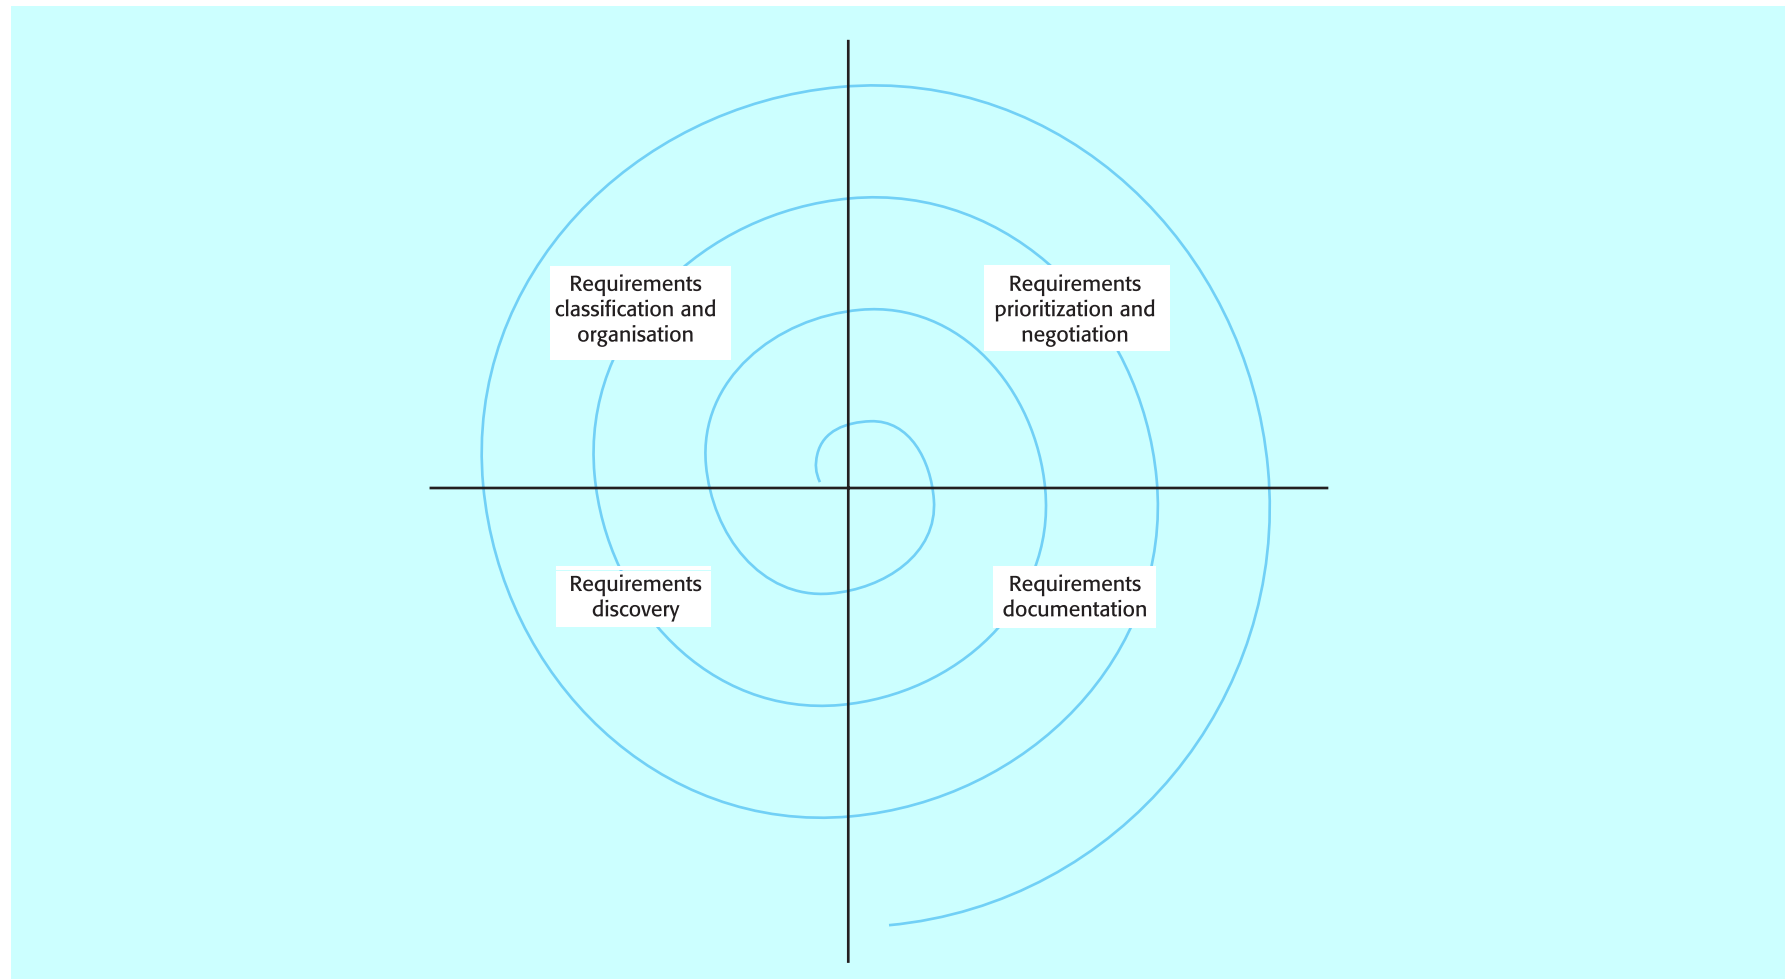 Requirements
classification and
organisation
Requirements
prioritization and
negotiation
Requirements
discovery
Requirements
documentation